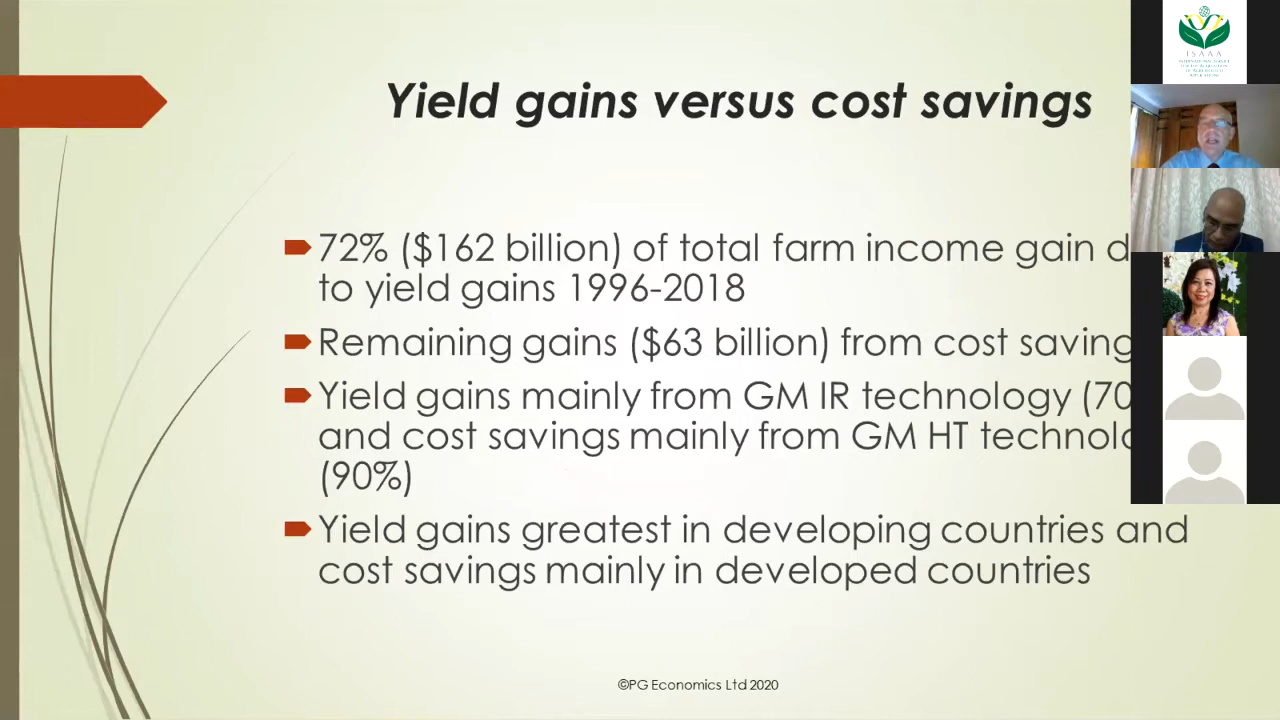 Yield gains versus cost savings
72% ($162 billion) of total farm income gain
to yield gains 1996-2018
Remaining gains ($63 billion) from cost
Yield gains mainly from GM IR technology
and cost savings mainly from GM HT
(90%)
Yield gains greatest in developing countries and
cost savings mainly in developed countries
©PG Economics Ltd 2020
ISAAA